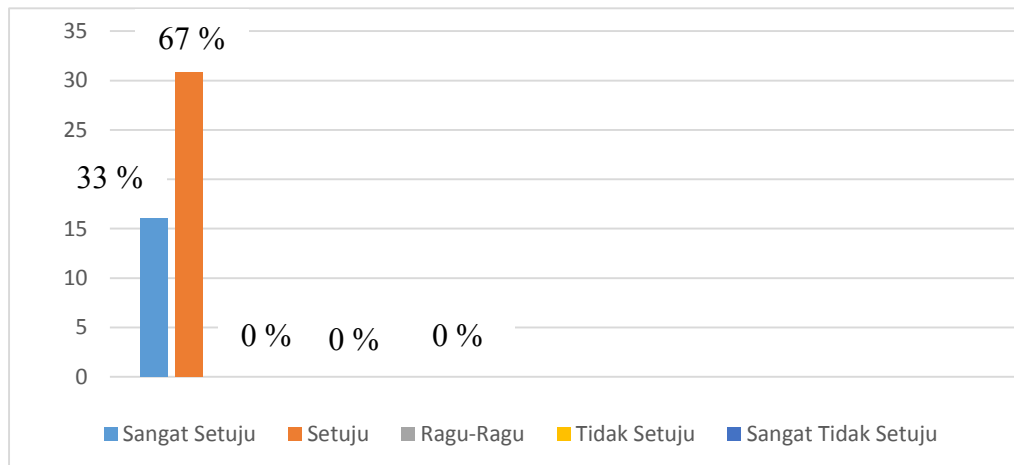 35
67 %
30
25
33 %
15
10
5
0 %
0 %
0 %
0
Sangat Setuju
Setuju
Ragu-Ragu
Tidak Setuju
Sangat Tidak Setuju